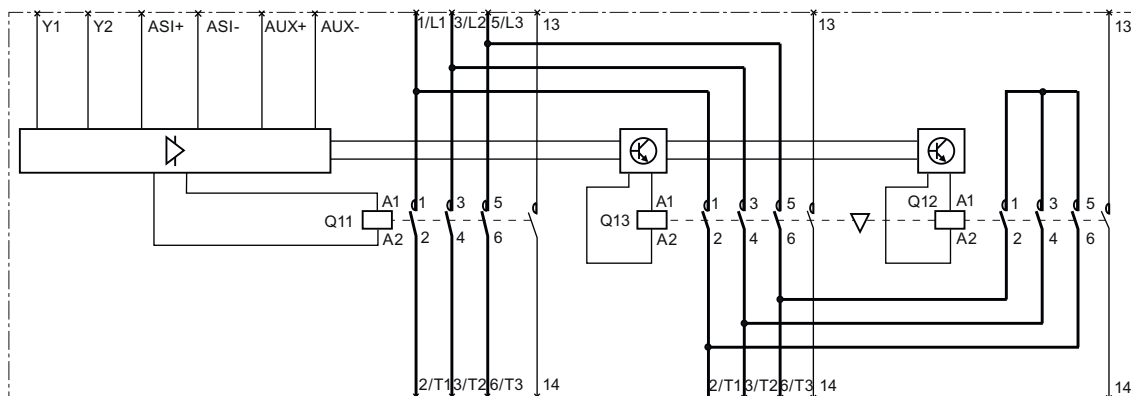 Y1 Y2 ASI+ ASI- AUX+ AUX- 1/L1 3/L2 5/L3 13 13 13
Q11 A1 1 3 5 Q13 A1 1 3 5 Q12 A1 1 3 5
A2 2 4 6 A2 2 4 6 A2 2 4 6
2/T1 3/T2 6/T3 14 2/T1 3/T2 6/T3 14 14